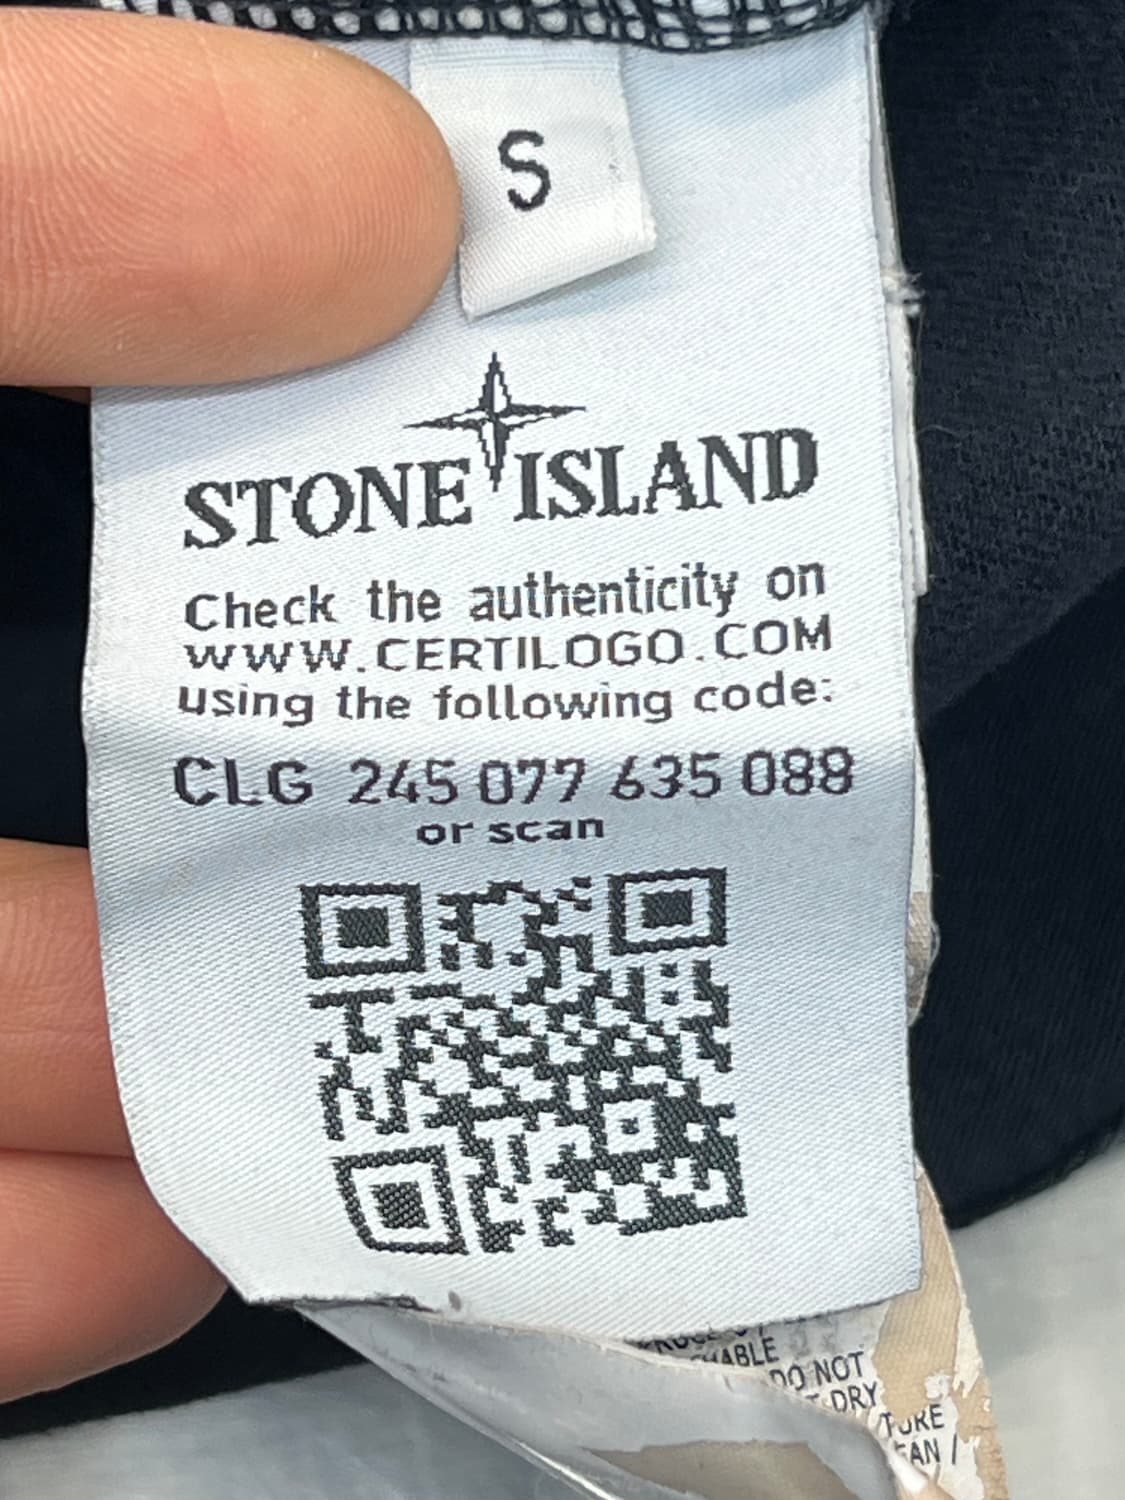 S
STONE ISLAND
Check the authenticity on
WWW.CERTILOGO.COM
using the following code:
CLG 245 077 635 088
or scan
DO NOT
DRY